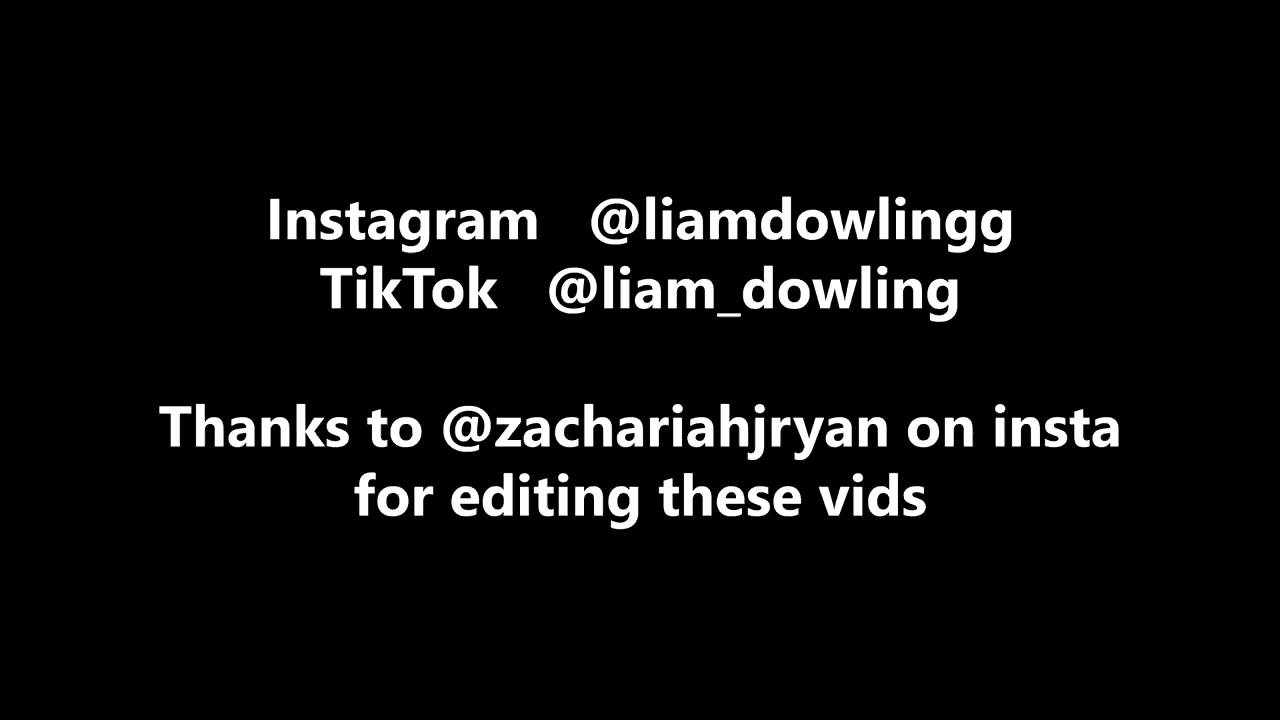 Instagram @liamdowlingg
TikTok @liam_dowling
Thanks to @zachariahjryan on insta
for editing these vids